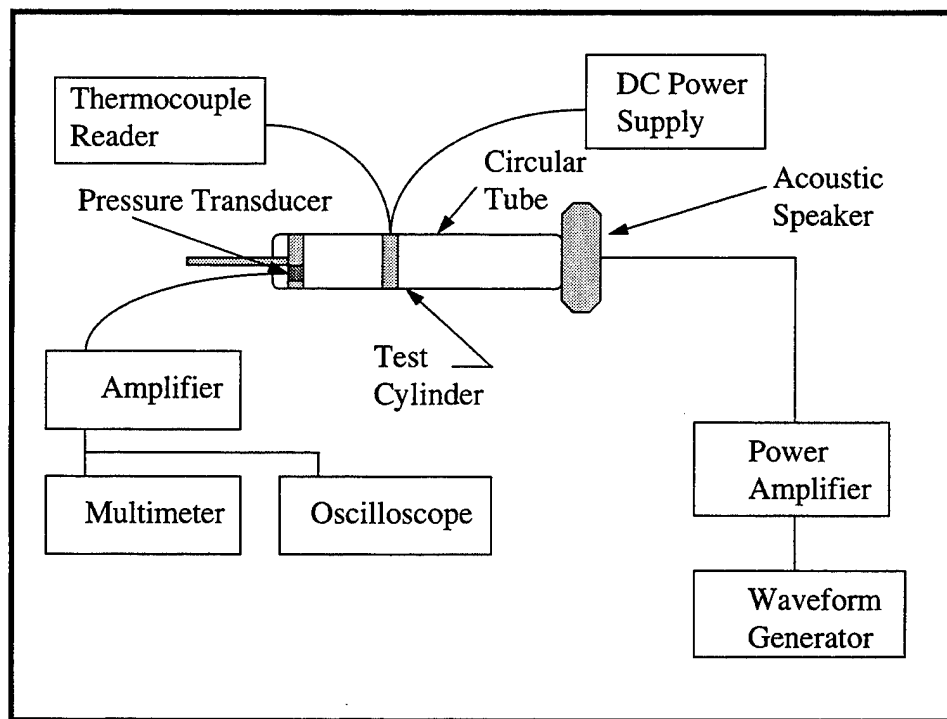 Thermocouple
Reader
DC Power
Supply
Circular
Tube
Acoustic
Speaker
Pressure Transducer
Test
Cylinder
Amplifier
Power
Amplifier
Multimeter
Oscilloscope
Waveform
Generator